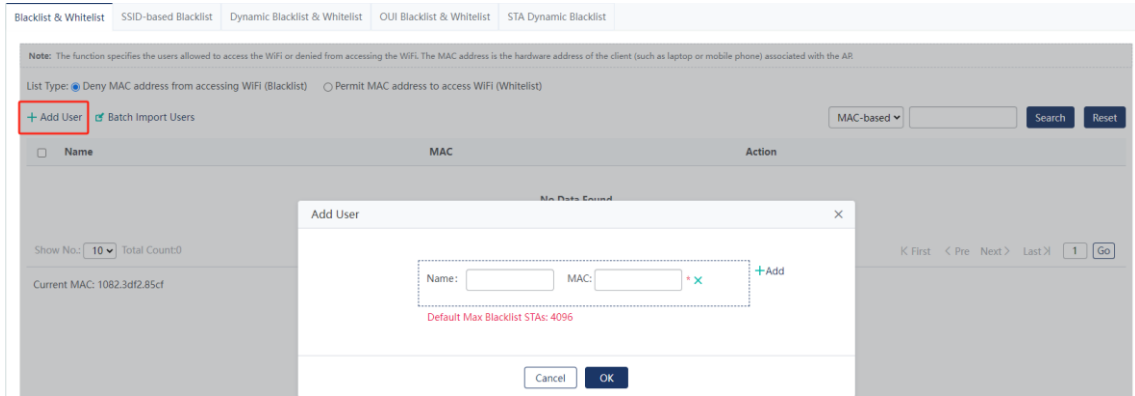 Blacklist & Whitelist SSID-based Blacklist Dynamic Blacklist & Whitelist OUI Blacklist & Whitelist STA Dynamic Blacklist
Note: The function specifies the users allowed to access the WiFi or denied from accessing the WiFi. The MAC address is the hardware address of the client (such as laptop or mobile phone) associated with the AP.
List Type: Deny MAC address from accessing WiFi (Blacklist) Permit MAC address to access WiFi (Whitelist)
+ Add User Batch Import Users MAC-based Search Reset
Name MAC Action
No Data Found
Add User ×
Show No.: 10 Total Count:0 First Pre Next Last 1 Go
Name: MAC: * × +Add
Current MAC: 1082.3df2.85cf
Default Max Blacklist STAs: 4096
Cancel OK